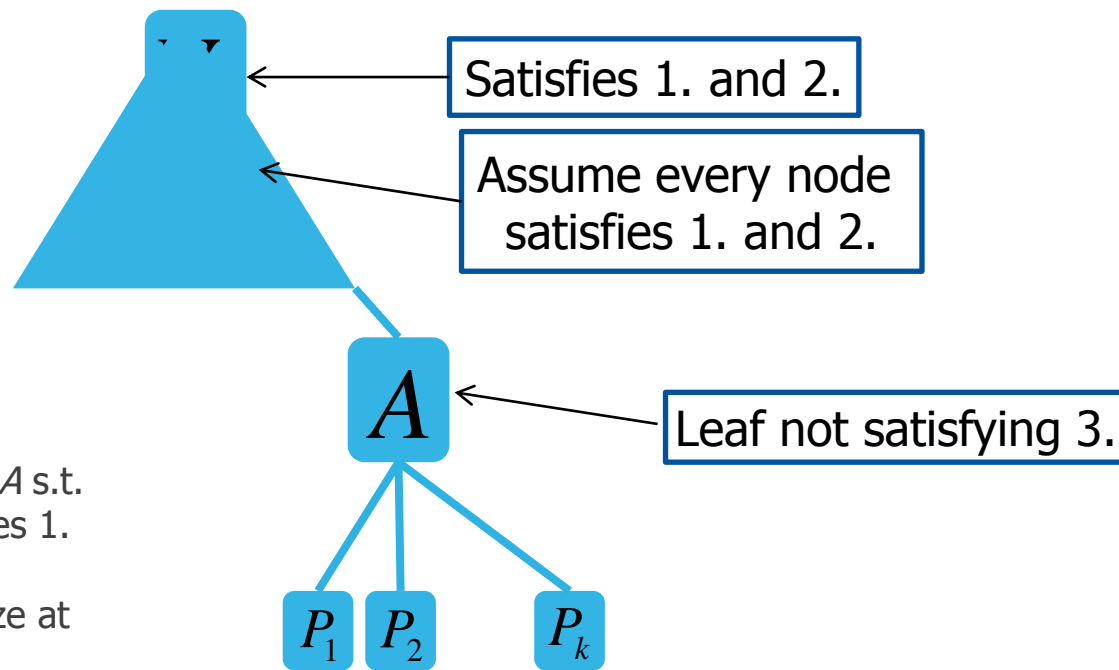 Satisfies 1. and 2.
Assume every node
satisfies 1. and 2.
A
Leaf not satisfying 3.
A s.t.
es 1.
ze at
P₁ P₂ P_k